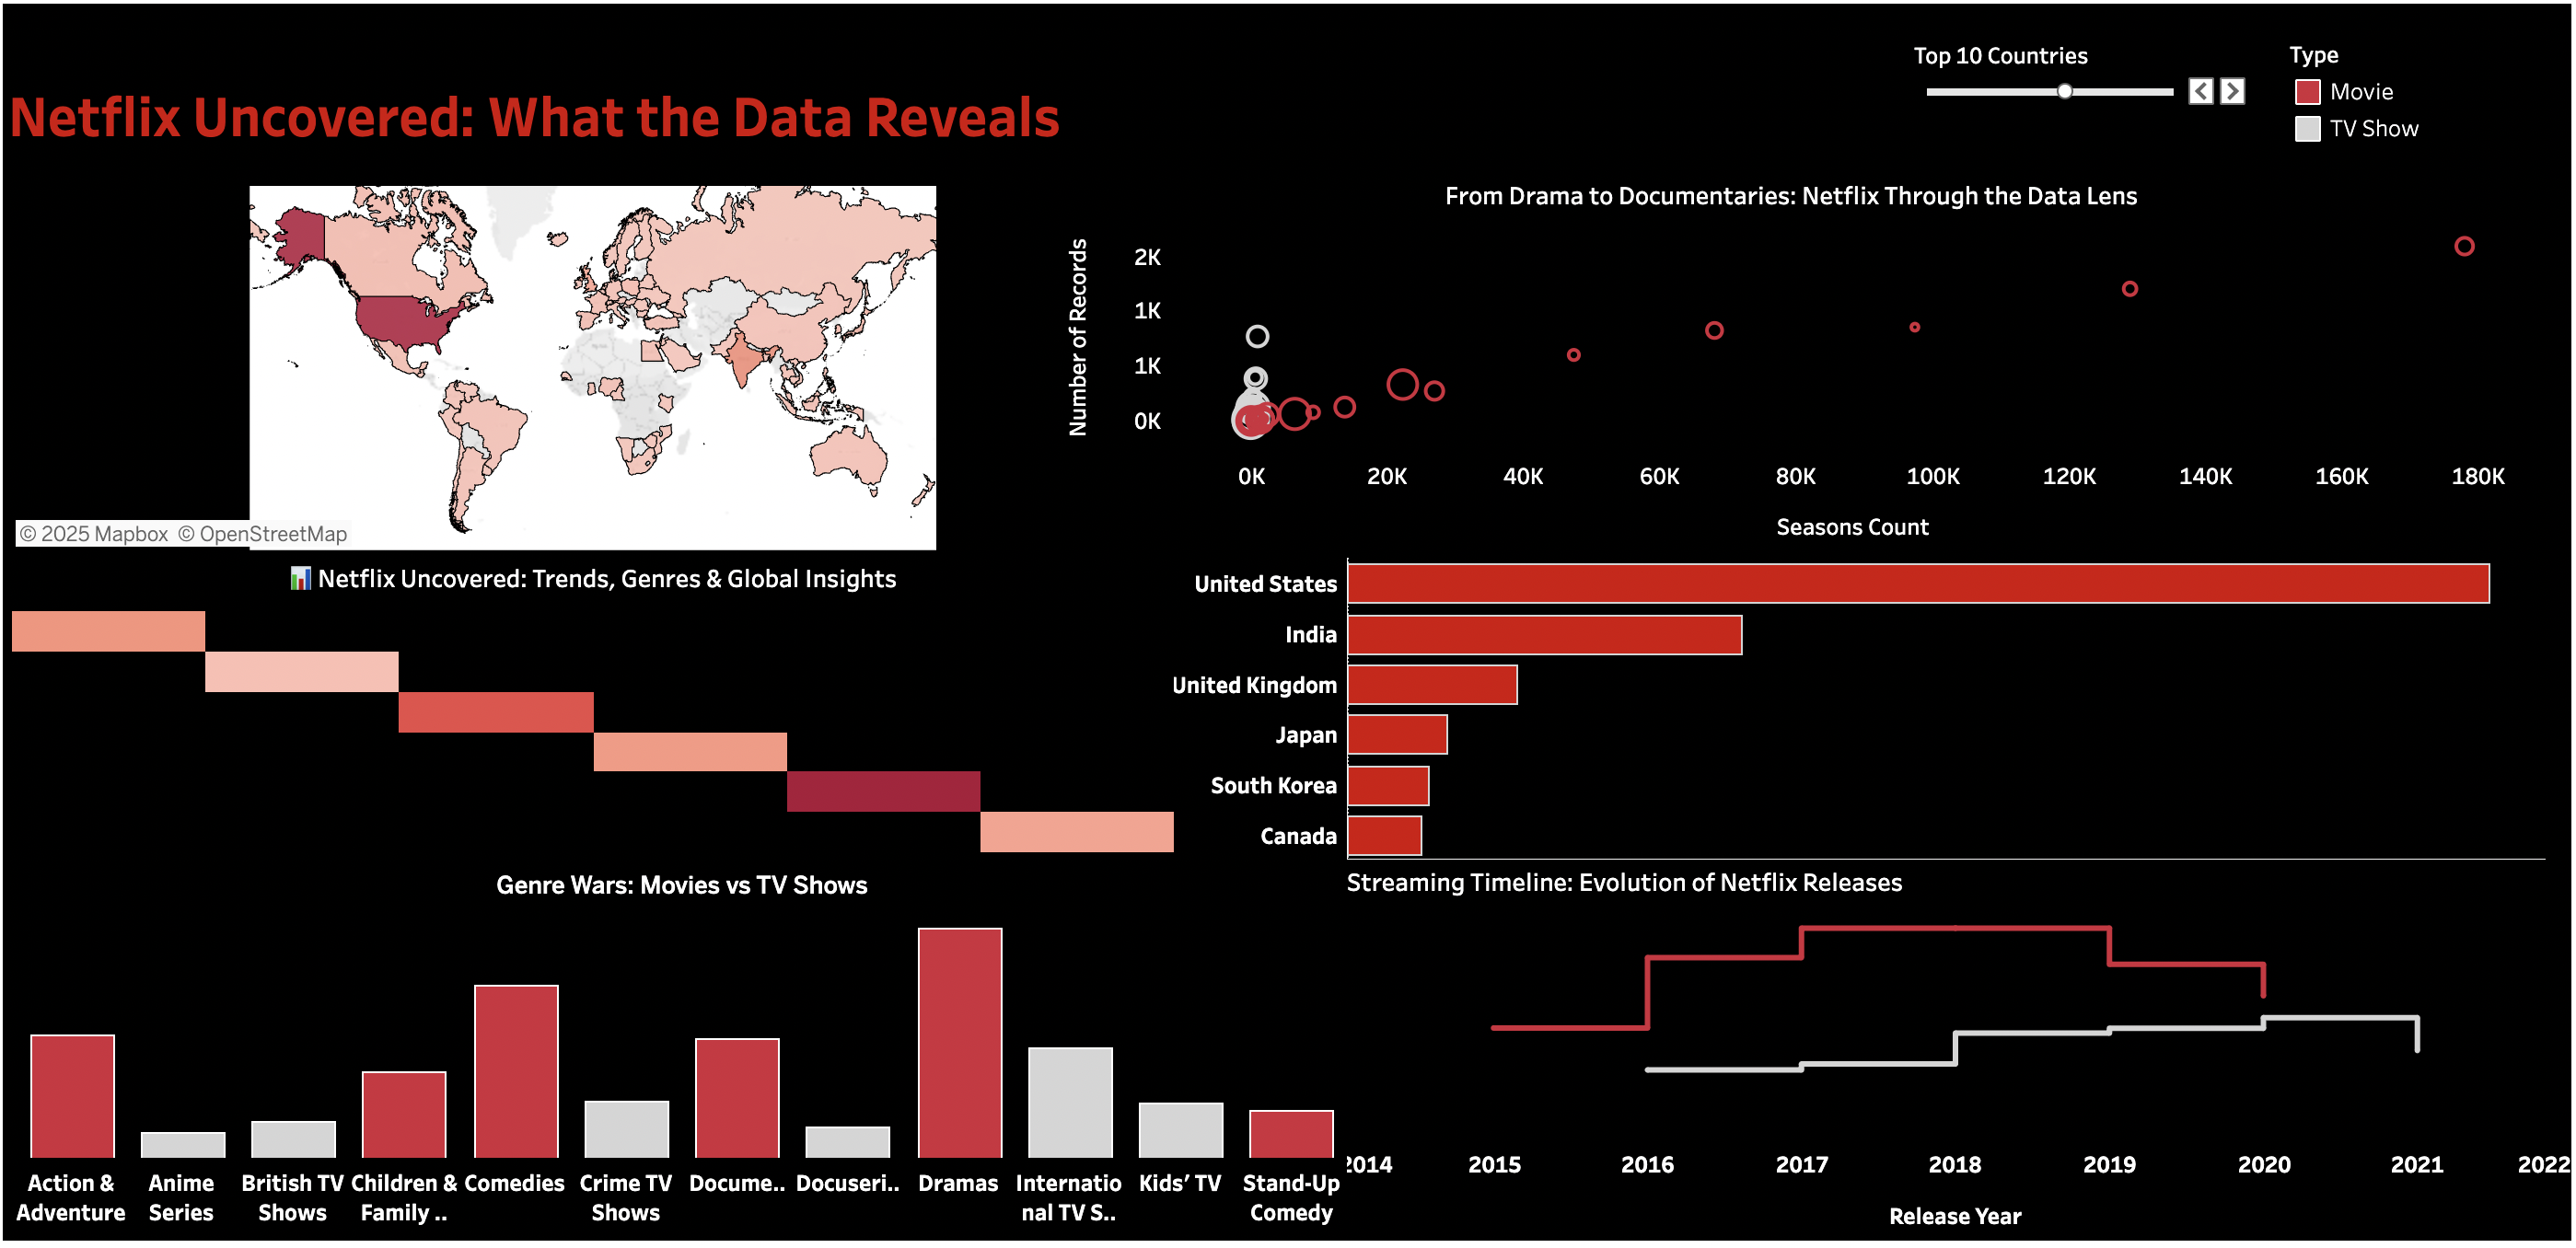 Netflix Uncovered: What the Data Reveals
Top 10 Countries
Type
Movie
TV Show
© 2025 Mapbox © OpenStreetMap
From Drama to Documentaries: Netflix Through the Data Lens
Number of Records
2K
1K
1K
0K
0K 20K 40K 60K 80K 100K 120K 140K 160K 180K
Seasons Count
📊 Netflix Uncovered: Trends, Genres & Global Insights
United States
India
United Kingdom
Japan
South Korea
Canada
Genre Wars: Movies vs TV Shows
Action &
Adventure
Anime
Series
British TV
Shows
Children &
Family ..
Comedies
Crime TV
Shows
Docume..
Docuseri..
Dramas
Internatio
nal TV S..
Kids’ TV
Stand-Up
Comedy
Streaming Timeline: Evolution of Netflix Releases
2014 2015 2016 2017 2018 2019 2020 2021 2022
Release Year